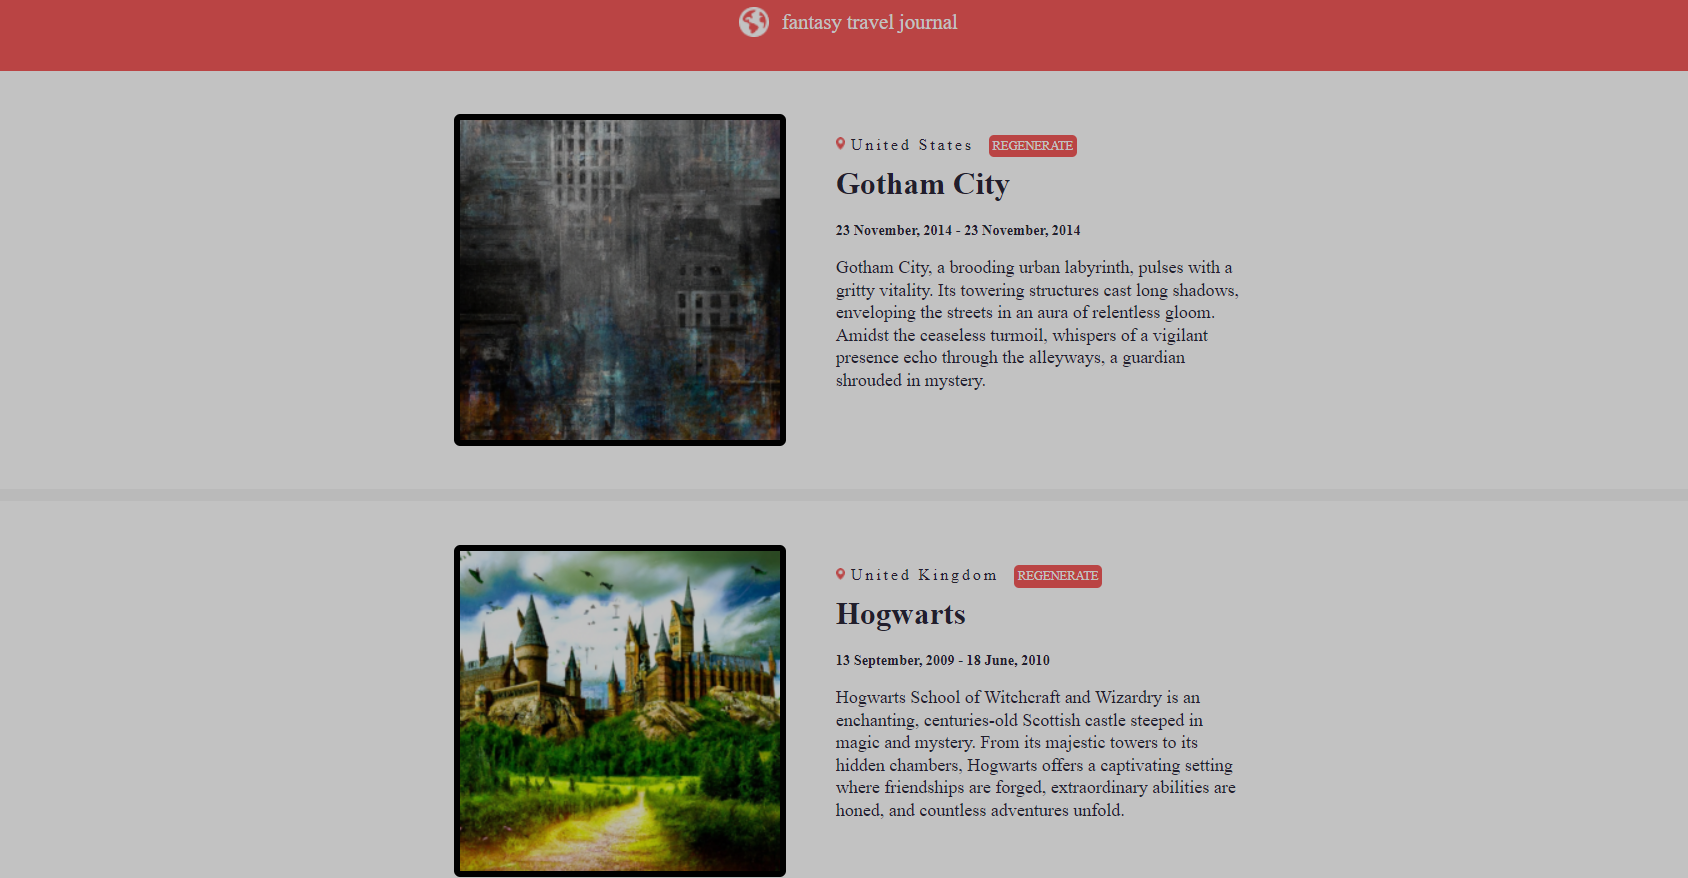 fantasy travel journal
United States REGENERATE
Gotham City
23 November, 2014 - 23 November, 2014
Gotham City, a brooding urban labyrinth, pulses with a
gritty vitality. Its towering structures cast long shadows,
enveloping the streets in an aura of relentless gloom.
Amidst the ceaseless turmoil, whispers of a vigilant
presence echo through the alleyways, a guardian
shrouded in mystery.
United Kingdom REGENERATE
Hogwarts
13 September, 2009 - 18 June, 2010
Hogwarts School of Witchcraft and Wizardry is an
enchanting, centuries-old Scottish castle steeped in
magic and mystery. From its majestic towers to its
hidden chambers, Hogwarts offers a captivating setting
where friendships are forged, extraordinary abilities are
honed, and countless adventures unfold.